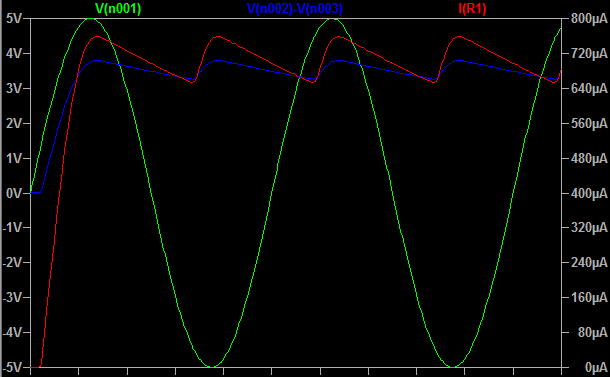 V(n001) V(n002)-V(n003) I(R1)
5V 800µA
4V 720µA
3V 640µA
2V 560µA
1V 480µA
0V 400µA
-1V 320µA
-2V 240µA
-3V 160µA
-4V 80µA
-5V 0µA